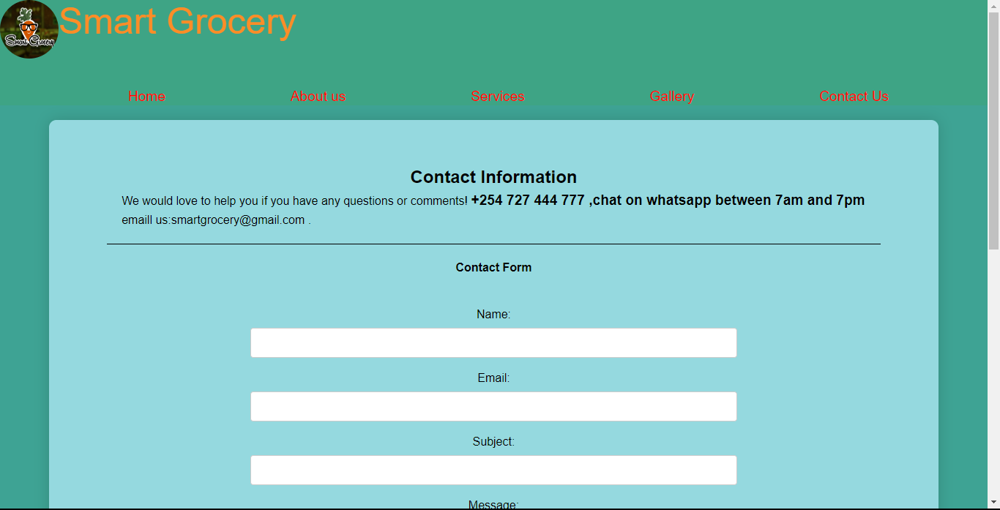 Smart Grocery
Smart Grocery
Home About us Services Gallery Contact Us
Contact Information
We would love to help you if you have any questions or comments! +254 727 444 777 ,chat on whatsapp between 7am and 7pm
emaill us:smartgrocery@gmail.com .
Contact Form
Name:
Email:
Subject:
Message: